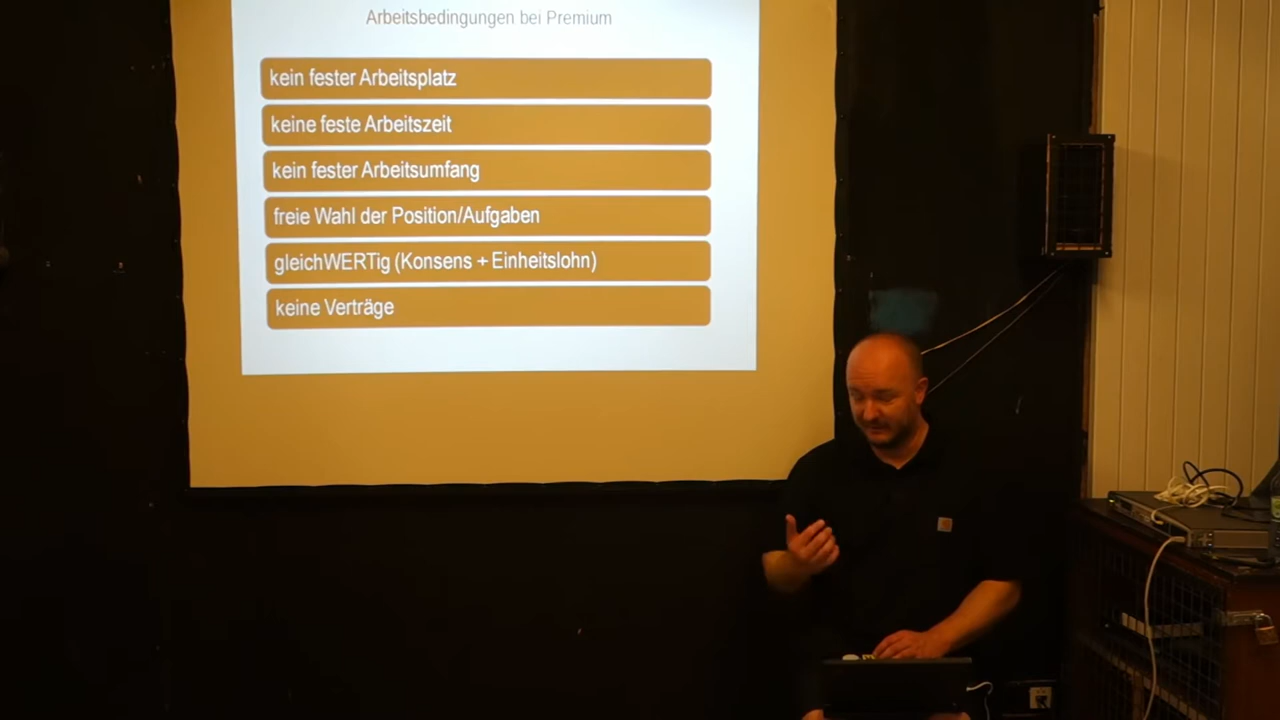 Arbeitsbedingungen bei Premium
kein fester Arbeitsplatz
keine feste Arbeitszeit
kein fester Arbeitsumfang
freie Wahl der Position/Aufgaben
gleichWERTig (Konsens + Einheitslohn)
keine Verträge